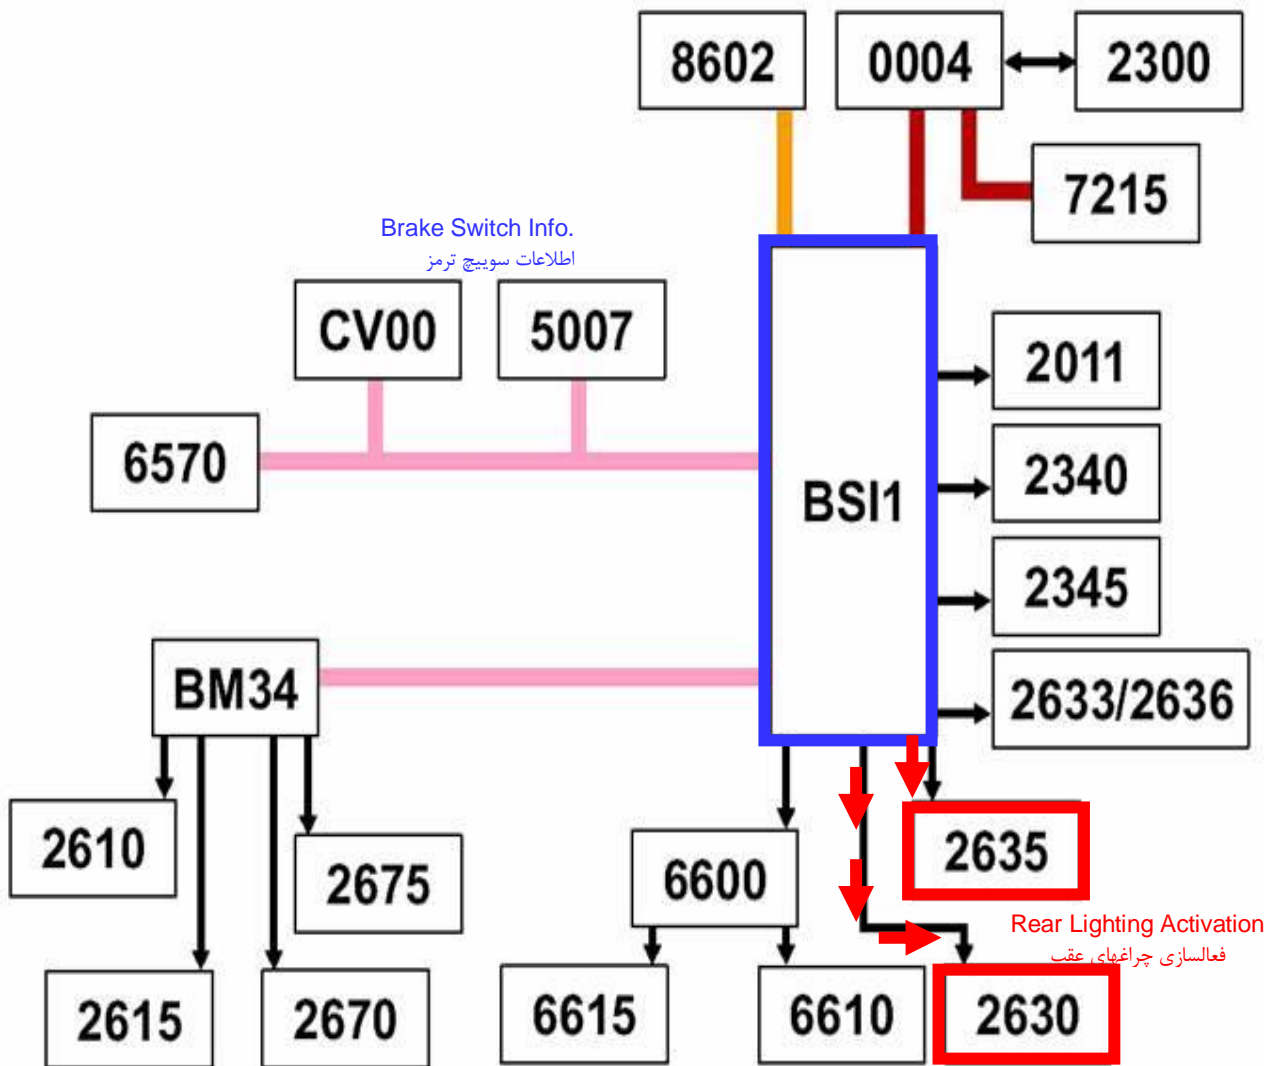 8602
0004
2300
7215
Brake Switch Info.
اطلاعات سوییچ ترمز
CV00
5007
2011
6570
2340
BSI1
2345
BM34
2633/2636
2610
2675
6600
2635
Rear Lighting Activation
فعالسازی چراغهای عقب
2615
2670
6615
6610
2630